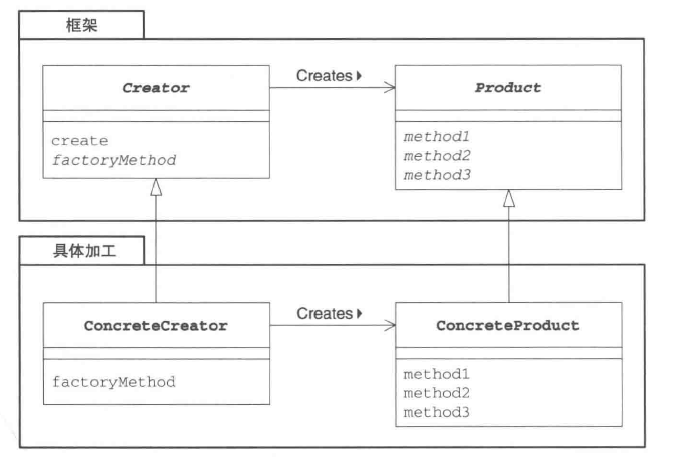 框架
Creator
Creates
Product
create
factoryMethod
method1
method2
method3
具体加工
ConcreteCreator
Creates
ConcreteProduct
factoryMethod
method1
method2
method3